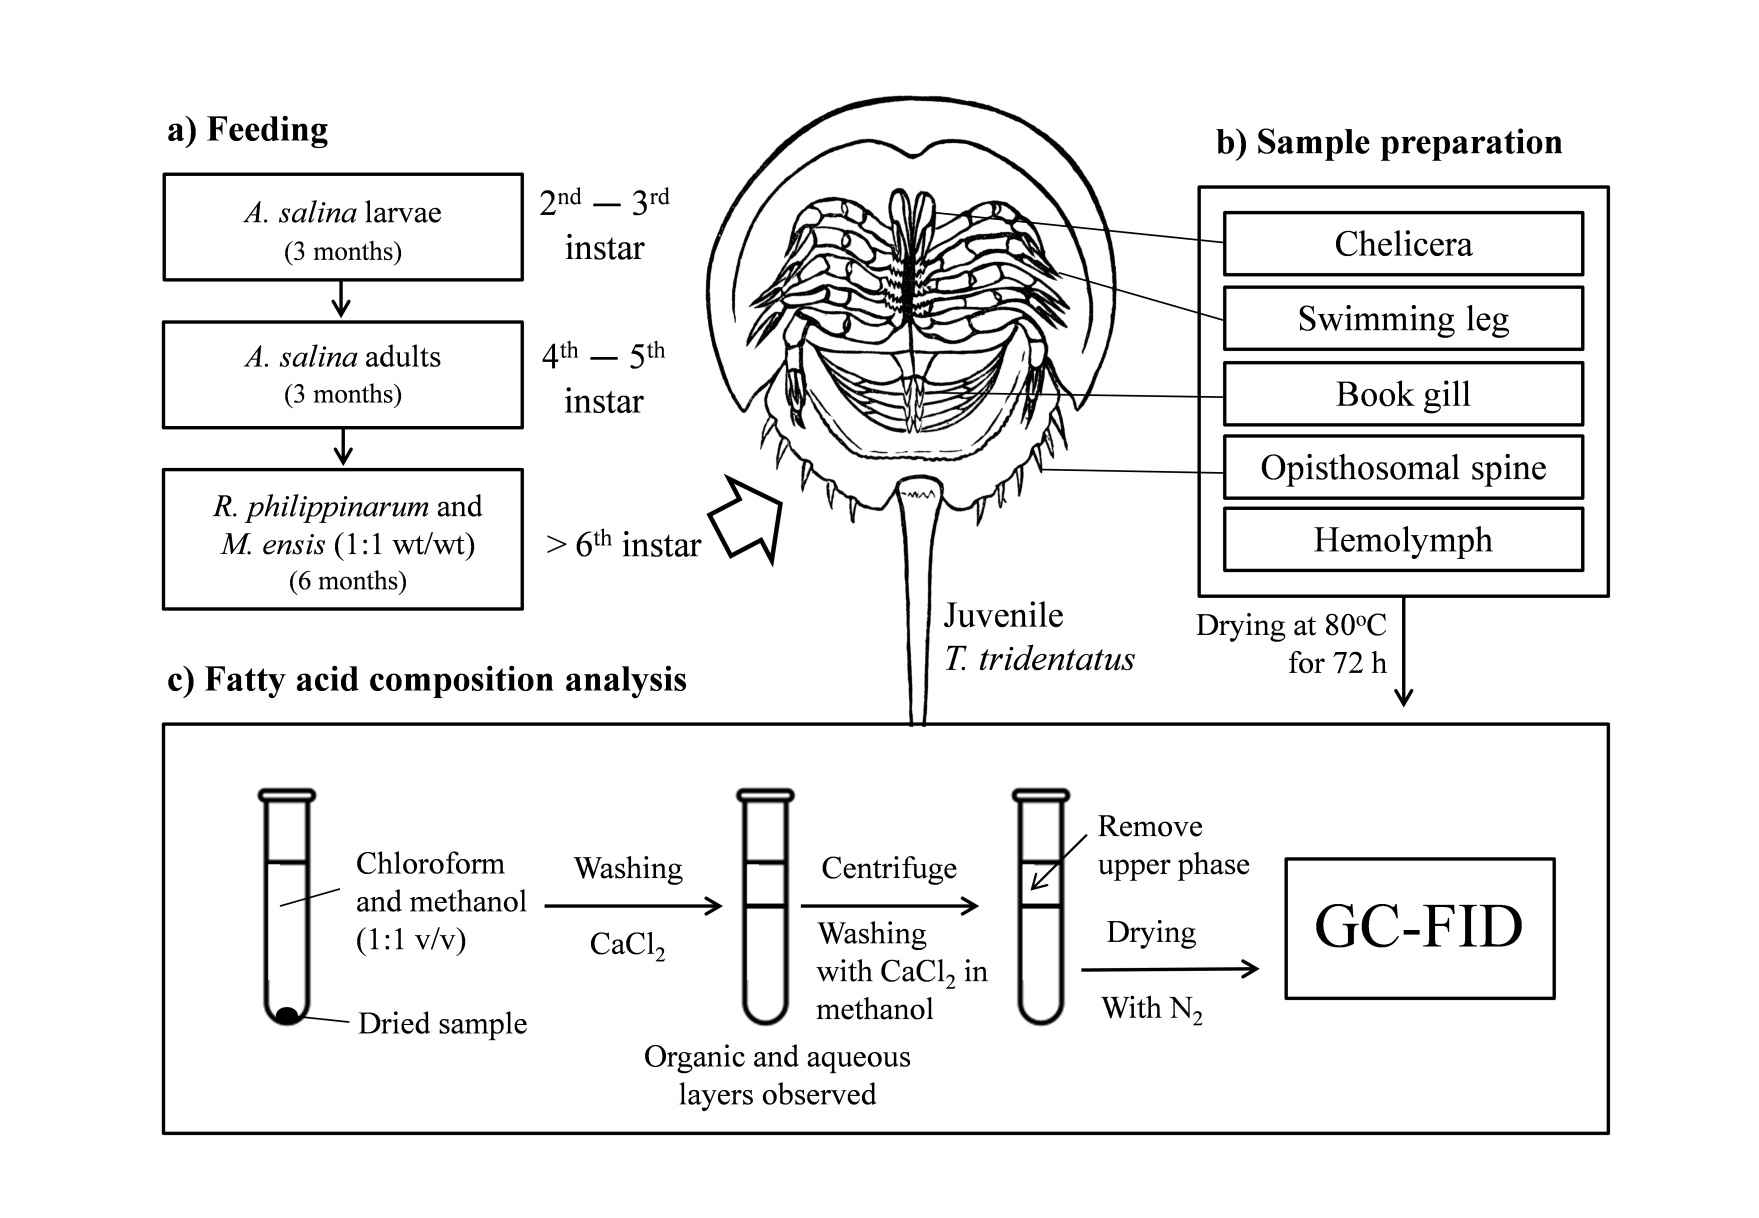 a) Feeding
A. salina larvae
(3 months)
2nd — 3rd
instar
A. salina adults
(3 months)
4th — 5th
instar
R. philippinarum and
M. ensis (1:1 wt/wt)
(6 months)
> 6th instar
Juvenile
T. tridentatus
b) Sample preparation
Chelicera
Swimming leg
Book gill
Opisthosomal spine
Hemolymph
Drying at 80oC
for 72 h
c) Fatty acid composition analysis
Chloroform
and methanol
(1:1 v/v)
Dried sample
Washing
CaCl2
Organic and aqueous
layers observed
Centrifuge
Washing
with CaCl2 in
methanol
Remove
upper phase
Drying
With N2
GC-FID